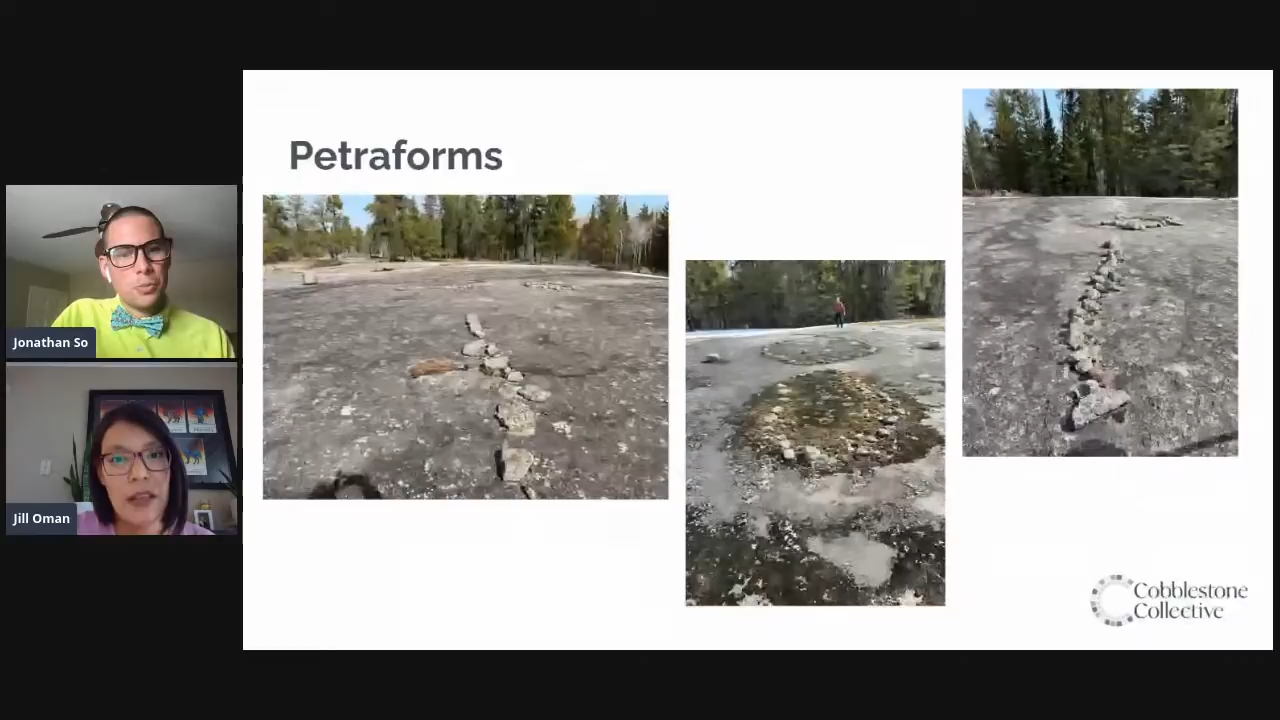 Petraforms
Jonathan So
Jill Oman
Cobblestone
Collective